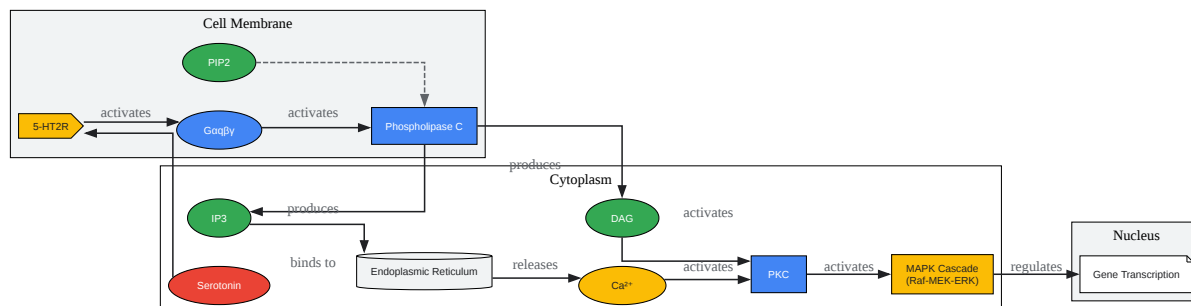 Cell Membrane
PIP2
activates
activates
5-HT2R
Gαqβγ
Phospholipase C
produces
Cytoplasm
IP3
produces
DAG
activates
Nucleus
binds to
Endoplasmic Reticulum
releases
activates
PKC
activates
MAPK Cascade
(Raf-MEK-ERK)
regulates
Gene Transcription
Serotonin
Ca²⁺